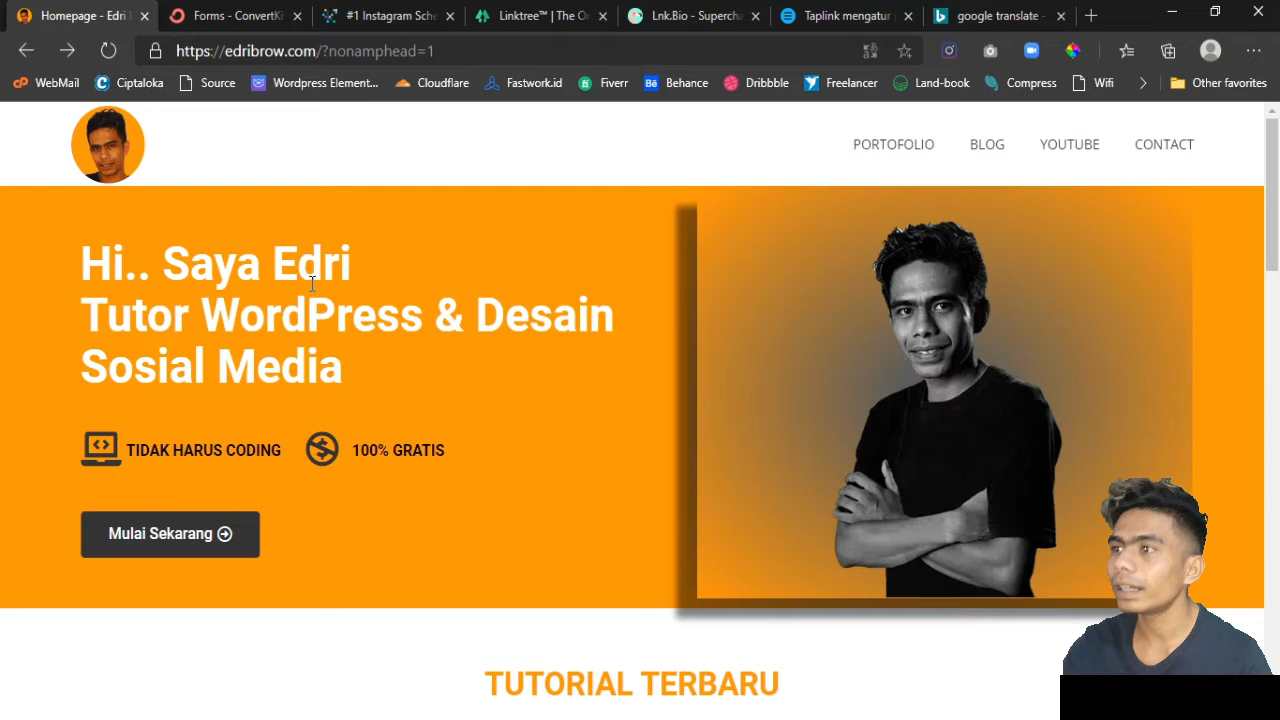 Homepage - Edri
Forms - ConvertKi
#1 Instagram Sche
Linktree™ | The O
Lnk.Bio - Supercha
Taplink mengatur
google translate -
https://edribrow.com/?nonamphead=1
WebMail
Ciptaloka
Source
Wordpress Element...
Cloudflare
Fastwork.id
Fiverr
Behance
Dribbble
Freelancer
Land-book
Compress
Wifi
Other favorites
PORTOFOLIO
BLOG
YOUTUBE
CONTACT
Hi.. Saya Edri
Tutor WordPress & Desain
Sosial Media
TIDAK HARUS CODING
100% GRATIS
Mulai Sekarang
TUTORIAL TERBARU